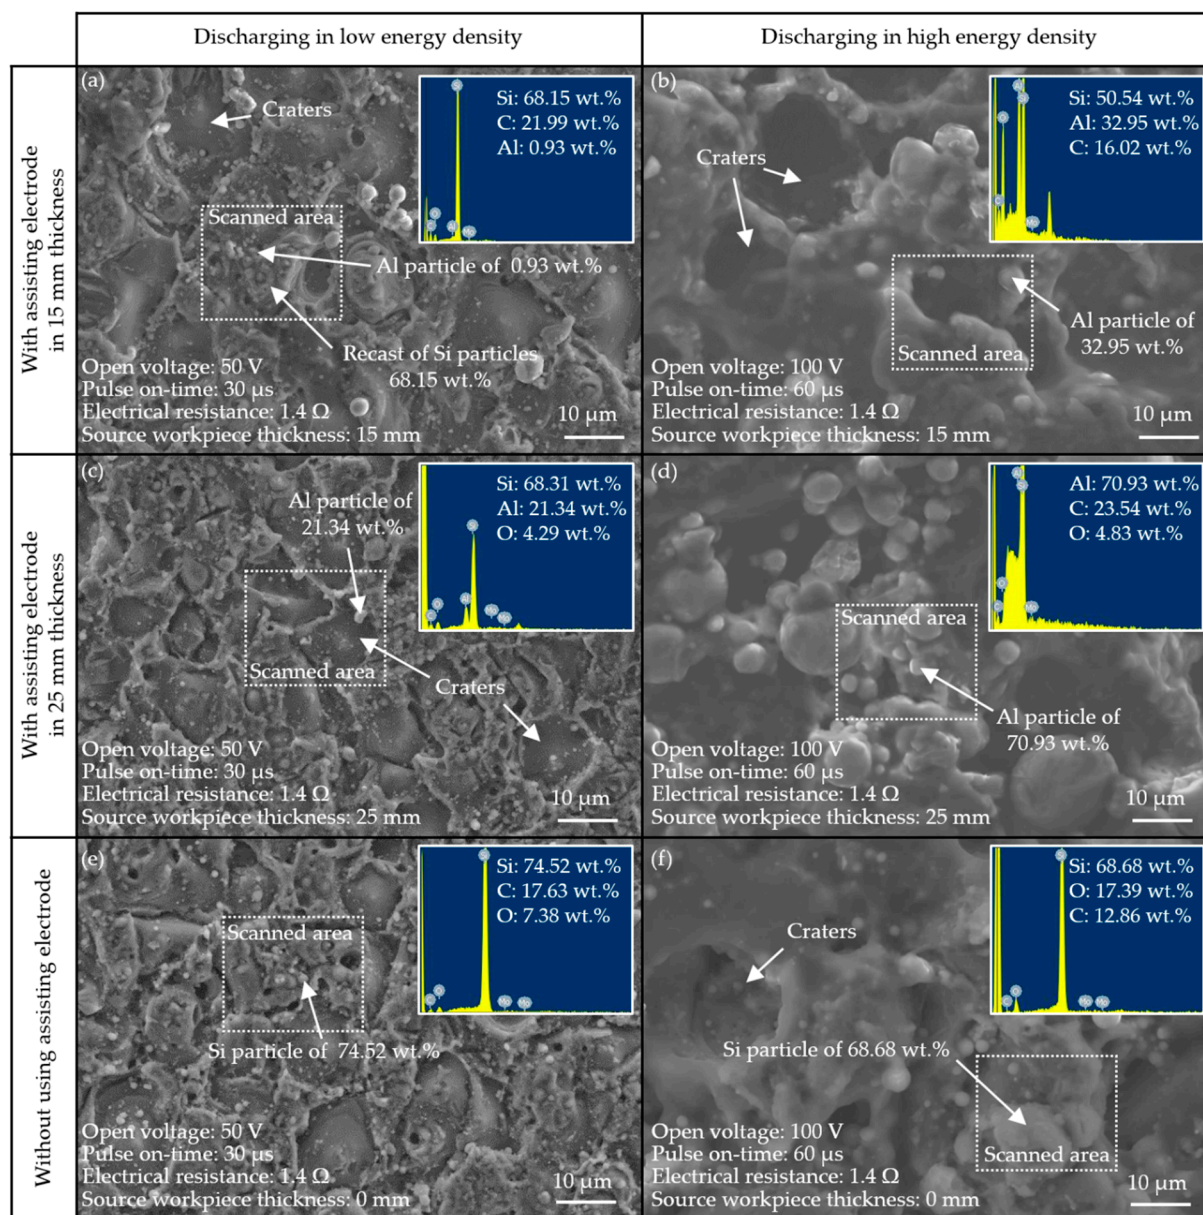 Discharging in low energy density
Discharging in high energy density
With assisting electrode
in 15 mm thickness
(a)
Craters
Si
Si: 68.15 wt.%
C: 21.99 wt.%
Al: 0.93 wt.%
Scanned area
Al particle of 0.93 wt.%
Recast of Si particles
68.15 wt.%
Open voltage: 50 V
Pulse on-time: 30 µs
Electrical resistance: 1.4 Ω
Source workpiece thickness: 15 mm
10 µm
(b)
Craters
Si: 50.54 wt.%
Al: 32.95 wt.%
C: 16.02 wt.%
Al particle of
32.95 wt.%
Scanned area
Open voltage: 100 V
Pulse on-time: 60 µs
Electrical resistance: 1.4 Ω
Source workpiece thickness: 15 mm
10 µm
With assisting electrode
in 25 mm thickness
(c)
Al particle of
21.34 wt.%
Si: 68.31 wt.%
Al: 21.34 wt.%
O: 4.29 wt.%
Scanned area
Craters
Open voltage: 50 V
Pulse on-time: 30 µs
Electrical resistance: 1.4 Ω
Source workpiece thickness: 25 mm
10 µm
(d)
Al: 70.93 wt.%
C: 23.54 wt.%
O: 4.83 wt.%
Scanned area
Al particle of
70.93 wt.%
Open voltage: 100 V
Pulse on-time: 60 µs
Electrical resistance: 1.4 Ω
Source workpiece thickness: 25 mm
10 µm
Without using assisting electrode
(e)
Si: 74.52 wt.%
C: 17.63 wt.%
O: 7.38 wt.%
Scanned area
Si particle of 74.52 wt.%
Open voltage: 50 V
Pulse on-time: 30 µs
Electrical resistance: 1.4 Ω
Source workpiece thickness: 0 mm
10 µm
(f)
Craters
Si: 68.68 wt.%
O: 17.39 wt.%
C: 12.86 wt.%
Si particle of 68.68 wt.%
Scanned area
Open voltage: 100 V
Pulse on-time: 60 µs
Electrical resistance: 1.4 Ω
Source workpiece thickness: 0 mm
10 µm